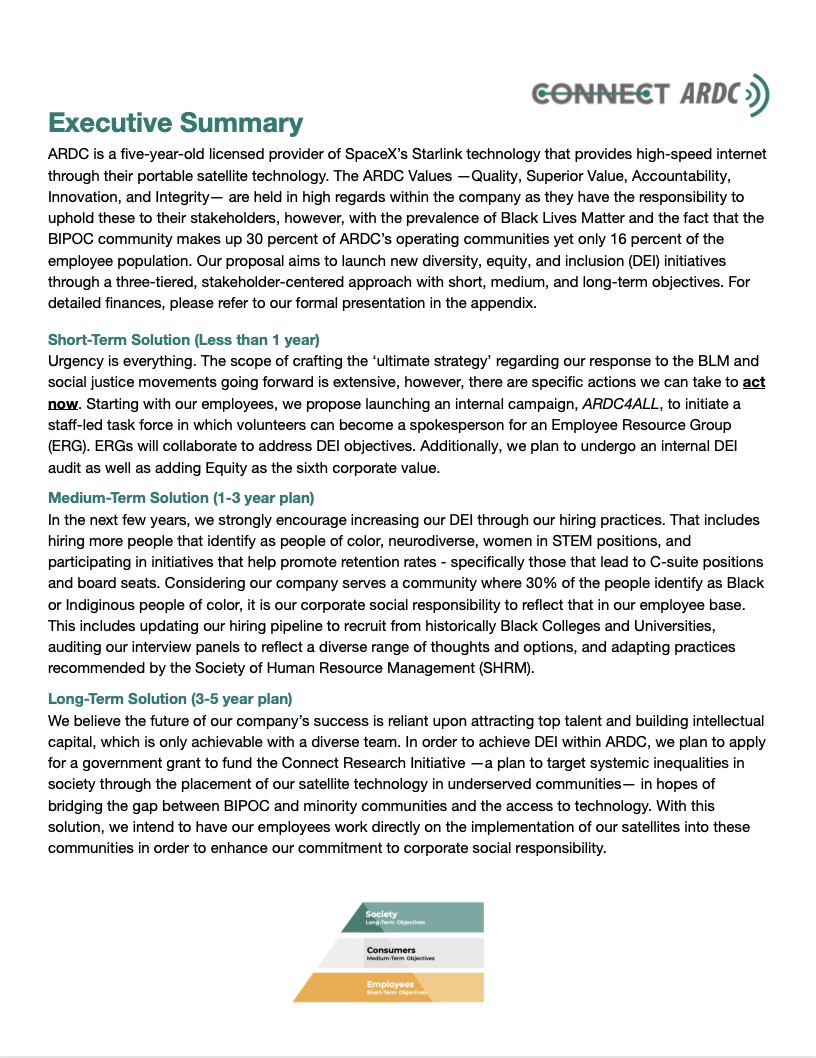 CONNECT ARDC
Executive Summary
ARDC is a five-year-old licensed provider of SpaceX's Starlink technology that provides high-speed internet
through their portable satellite technology. The ARDC Values —Quality, Superior Value, Accountability,
Innovation, and Integrity— are held in high regards within the company as they have the responsibility to
uphold these to their stakeholders, however, with the prevalence of Black Lives Matter and the fact that the
BIPOC community makes up 30 percent of ARDC's operating communities yet only 16 percent of the
employee population. Our proposal aims to launch new diversity, equity, and inclusion (DEI) initiatives
through a three-tiered, stakeholder-centered approach with short, medium, and long-term objectives. For
detailed finances, please refer to our formal presentation in the appendix.
Short-Term Solution (Less than 1 year)
Urgency is everything. The scope of crafting the 'ultimate strategy' regarding our response to the BLM and
social justice movements going forward is extensive, however, there are specific actions we can take to act
now. Starting with our employees, we propose launching an internal campaign, ARDC4ALL, to initiate a
staff-led task force in which volunteers can become a spokesperson for an Employee Resource Group
(ERG). ERGs will collaborate to address DEI objectives. Additionally, we plan to undergo an internal DEI
audit as well as adding Equity as the sixth corporate value.
Medium-Term Solution (1-3 year plan)
In the next few years, we strongly encourage increasing our DEI through our hiring practices. That includes
hiring more people that identify as people of color, neurodiverse, women in STEM positions, and
participating in initiatives that help promote retention rates - specifically those that lead to C-suite positions
and board seats. Considering our company serves a community where 30% of the people identify as Black
or Indiginous people of color, it is our corporate social responsibility to reflect that in our employee base.
This includes updating our hiring pipeline to recruit from historically Black Colleges and Universities,
auditing our interview panels to reflect a diverse range of thoughts and options, and adapting practices
recommended by the Society of Human Resource Management (SHRM).
Long-Term Solution (3-5 year plan)
We believe the future of our company's success is reliant upon attracting top talent and building intellectual
capital, which is only achievable with a diverse team. In order to achieve DEI within ARDC, we plan to apply
for a government grant to fund the Connect Research Initiative —a plan to target systemic inequalities in
society through the placement of our satellite technology in underserved communities— in hopes of
bridging the gap between BIPOC and minority communities and the access to technology. With this
solution, we intend to have our employees work directly on the implementation of our satellites into these
communities in order to enhance our commitment to corporate social responsibility.
Society
Long-Term Objectives
Consumers
Medium-Term Objectives
Employees
Short-Term Objectives